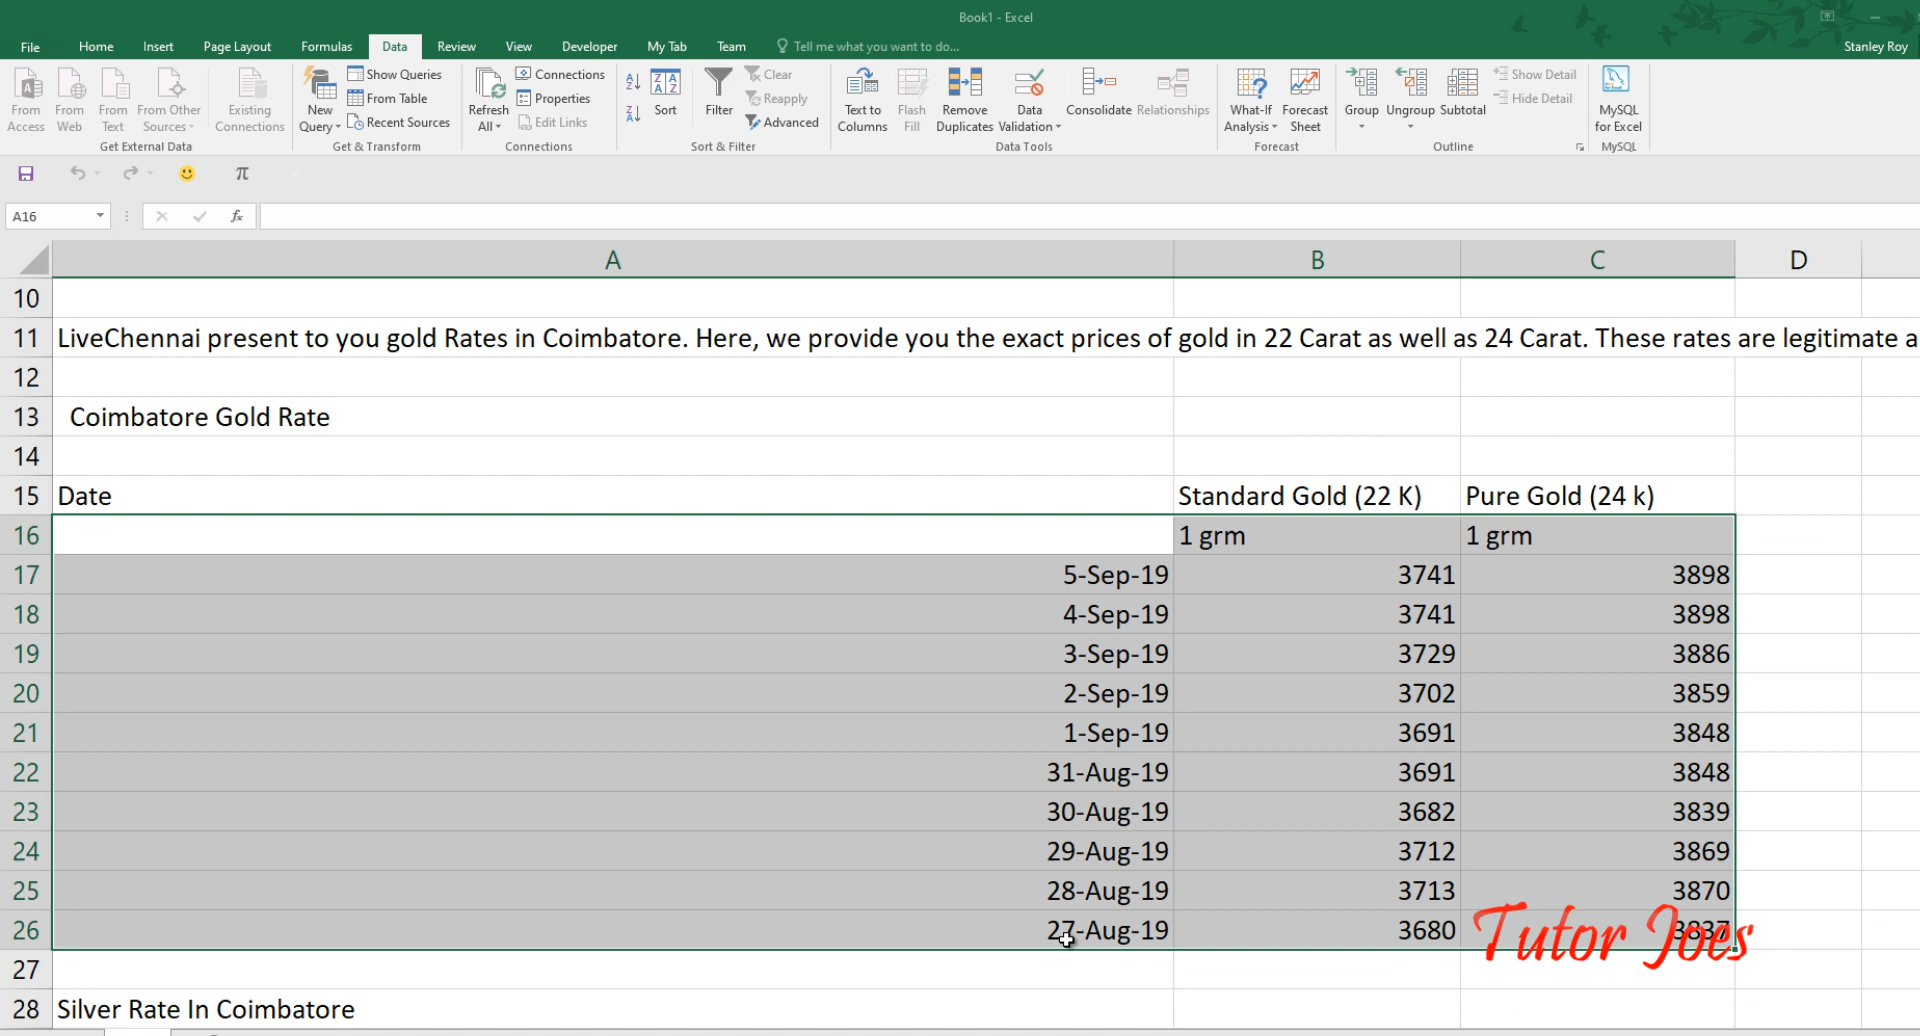 Book1 - Excel
File Home Insert Page Layout Formulas Data Review View Developer My Tab Team Tell me what you want to do... Stanley Roy
From Access
From Web
From Text
From Other Sources
Existing Connections
Get External Data
New Query
Show Queries
From Table
Recent Sources
Get & Transform
Refresh All
Connections
Properties
Edit Links
Connections
Sort
Filter
Clear
Reapply
Advanced
Sort & Filter
Text to Columns
Flash Fill
Remove Duplicates
Data Validation
Consolidate
Relationships
Data Tools
What-If Analysis
Forecast Sheet
Forecast
Group
Ungroup
Subtotal
Show Detail
Hide Detail
Outline
MySQL for Excel
MySQL
π
A16 fx
A B C D
10
11 LiveChennai present to you gold Rates in Coimbatore. Here, we provide you the exact prices of gold in 22 Carat as well as 24 Carat. These rates are legitimate a
12
13 Coimbatore Gold Rate
14
15 Date Standard Gold (22 K) Pure Gold (24 k)
16 1 grm 1 grm
17 5-Sep-19 3741 3898
18 4-Sep-19 3741 3898
19 3-Sep-19 3729 3886
20 2-Sep-19 3702 3859
21 1-Sep-19 3691 3848
22 31-Aug-19 3691 3848
23 30-Aug-19 3682 3839
24 29-Aug-19 3712 3869
25 28-Aug-19 3713 3870
26 27-Aug-19 3680 3837
Tutor Joes
27
28 Silver Rate In Coimbatore